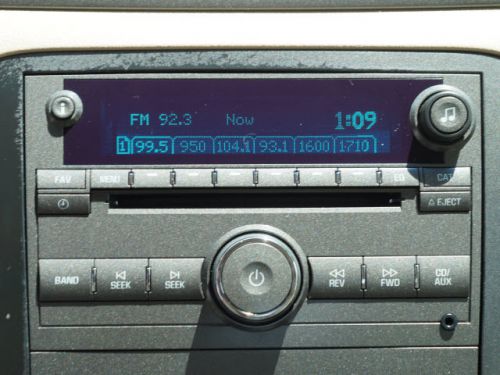 FM 92.3 Now 1:09
1 99.5 950 104.1 93.1 1600 1710
FAV MENU EQ CAT
EJECT
BAND SEEK SEEK REV FWD CD/AUX